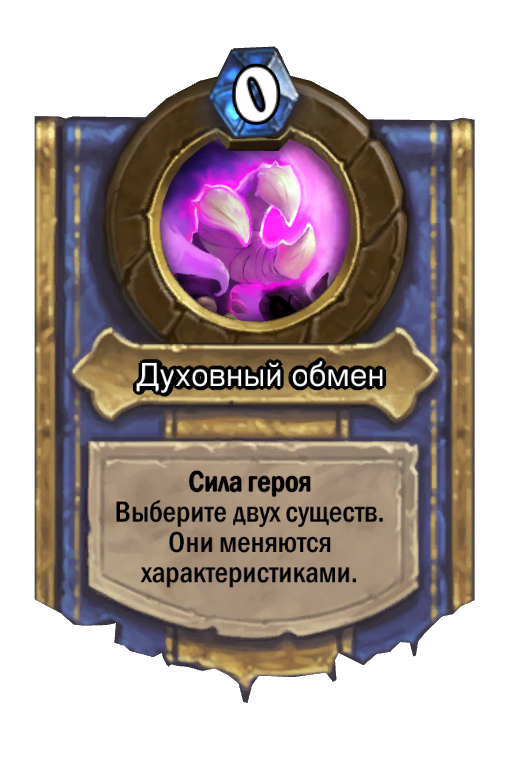 0
Духовный обмен
Сила героя
Выберите двух существ.
Они меняются
характеристиками.